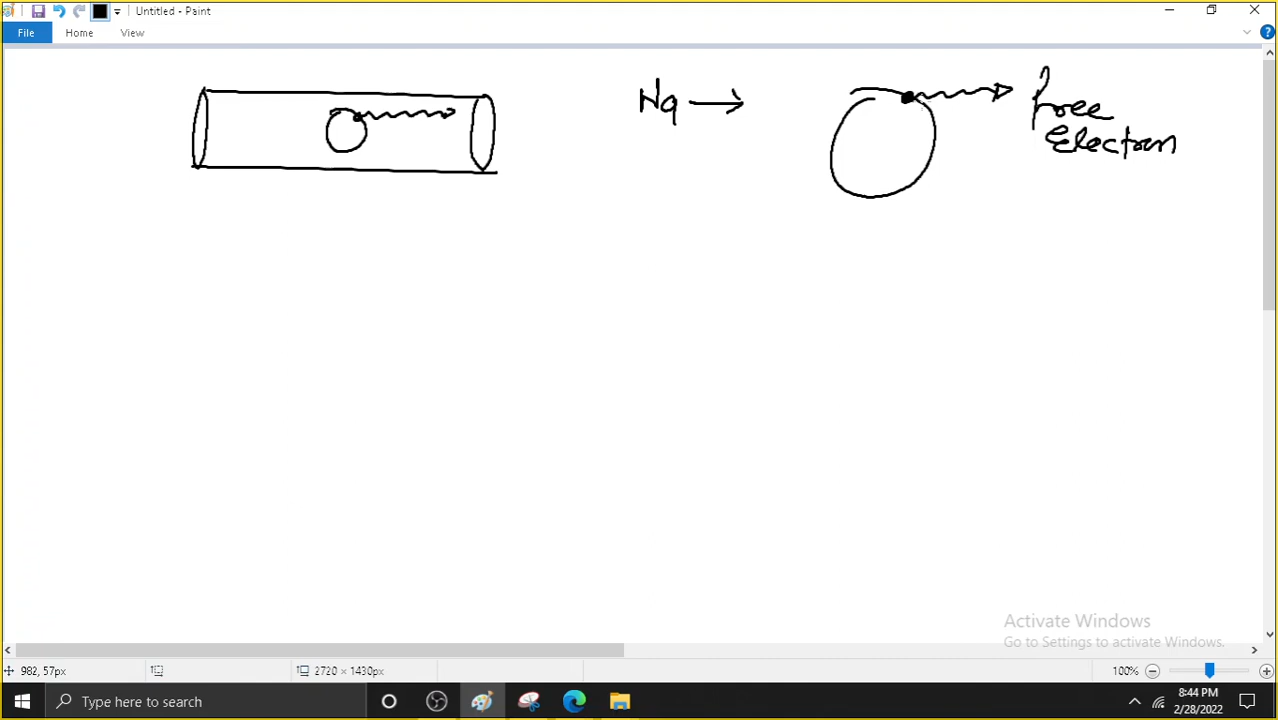 Untitled - Paint
File Home View
Na
free
Electron
Activate Windows
Go to Settings to activate Windows.
982, 57px
2720 × 1430px
100%
Type here to search
8:44 PM
2/28/2022